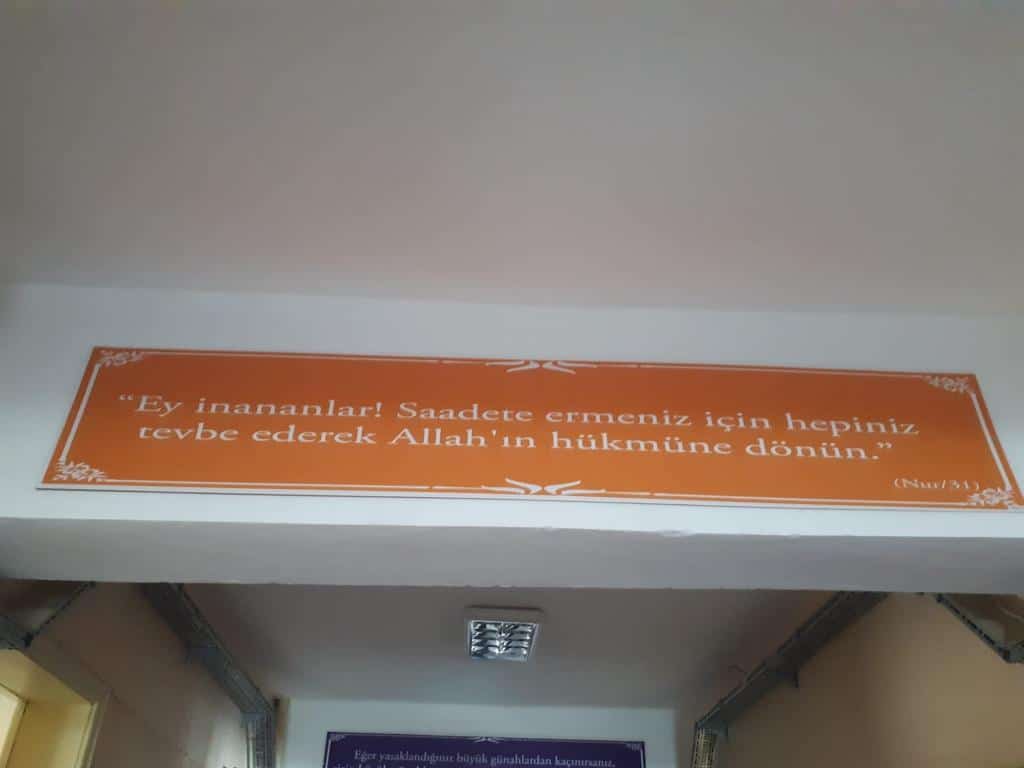 “Ey inananlar! Saadete ermeniz için hepiniz
tevbe ederek Allah'ın hükmüne dönün.”
(Nur/31)
Eğer yasaklandığınız büyük günahlardan kaçınırsanız,